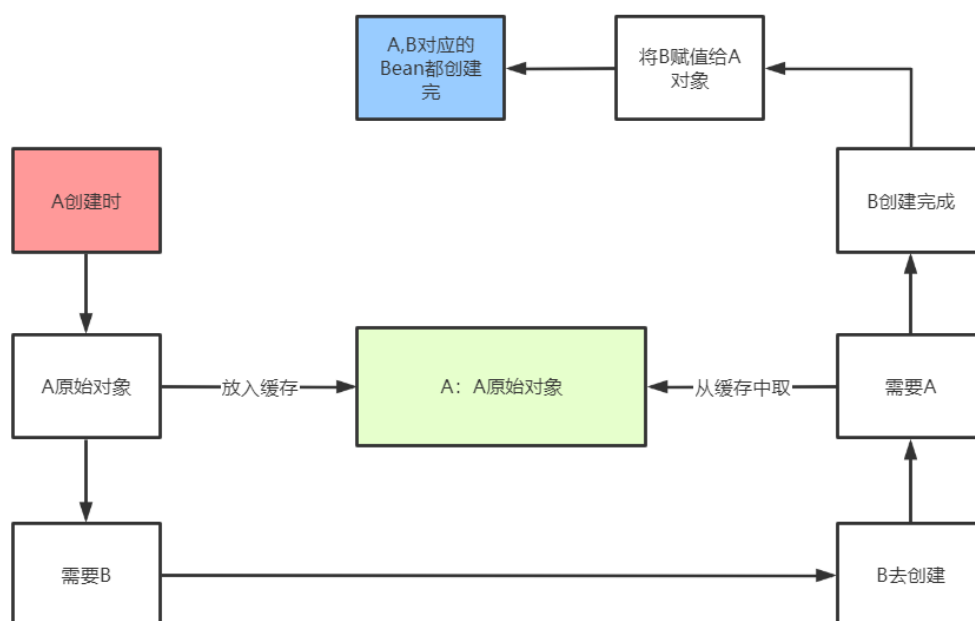 A,B对应的
Bean都创建
完
将B赋值给A
对象
A创建时
B创建完成
A原始对象
放入缓存
A：A原始对象
从缓存中取
需要A
需要B
B去创建